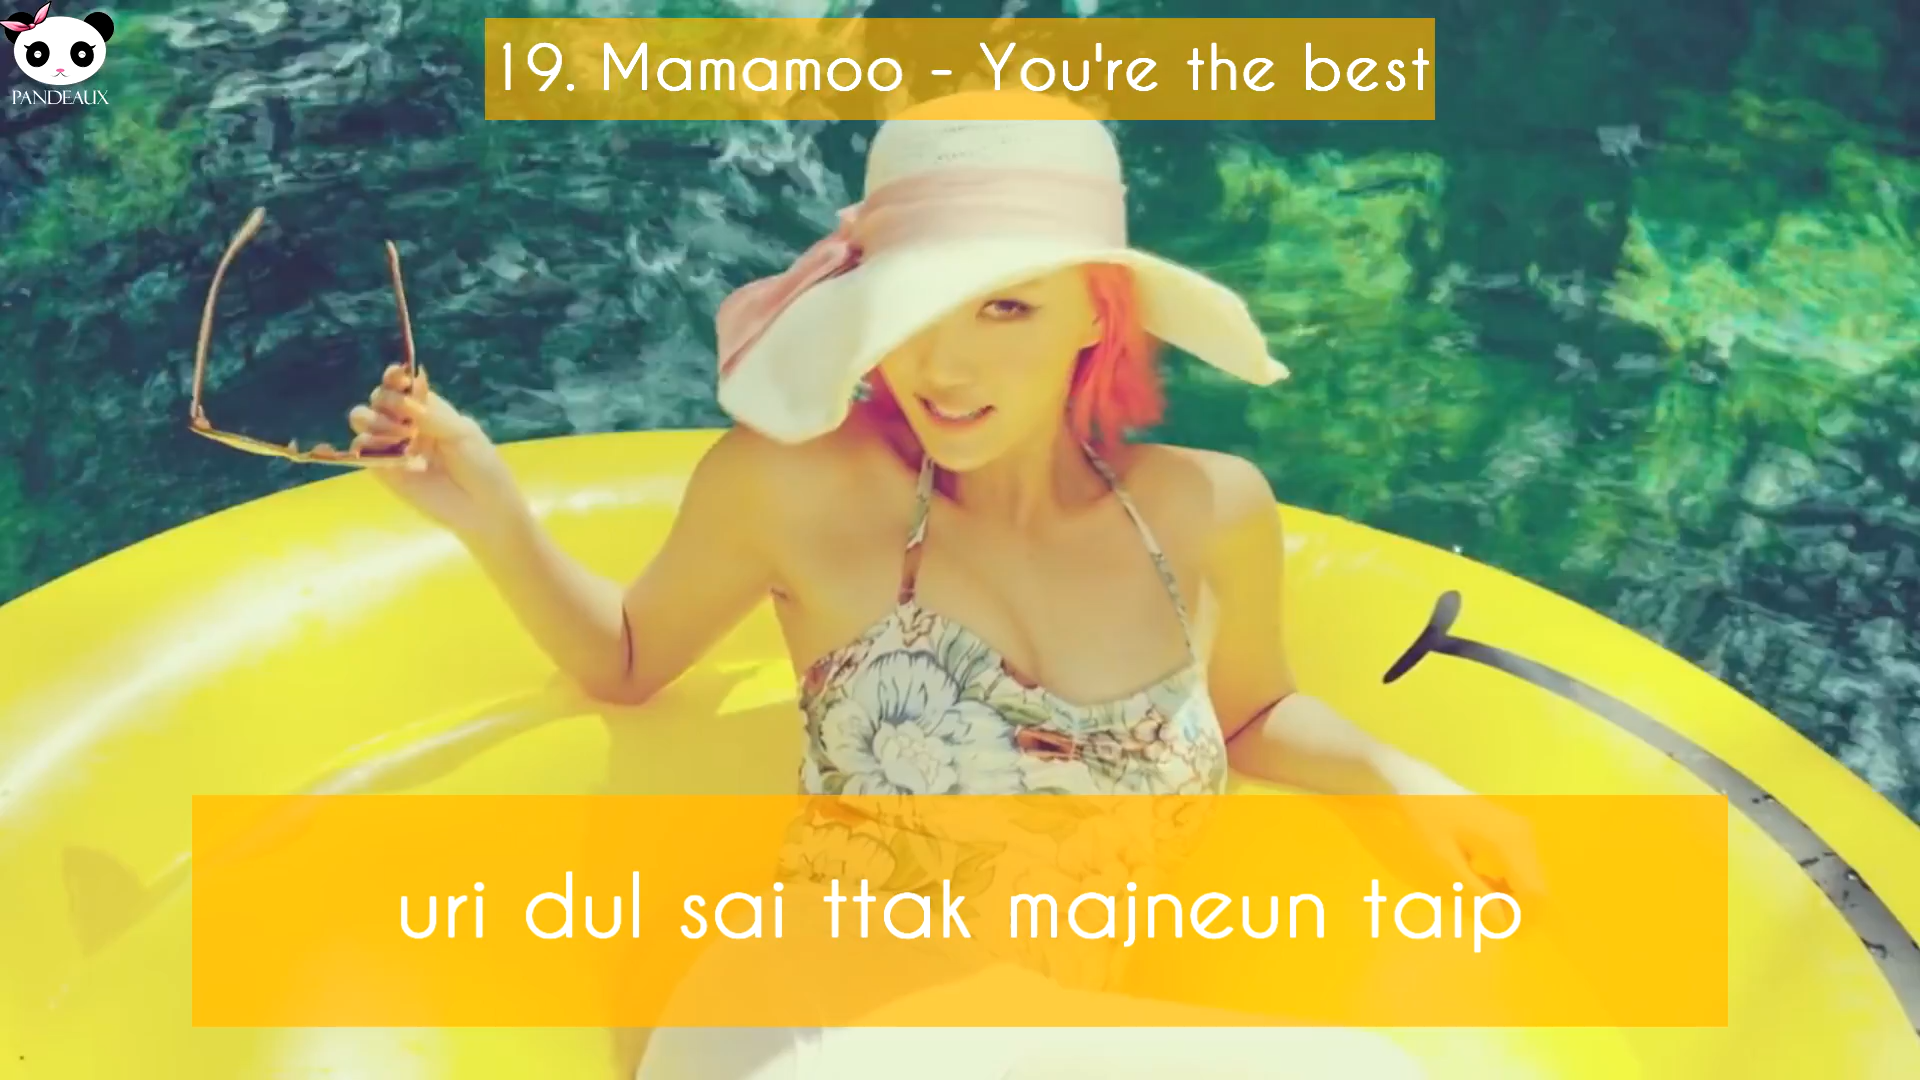 PANDEAUX
19. Mamamoo - You're the best
uri dul sai ttak majneun taip